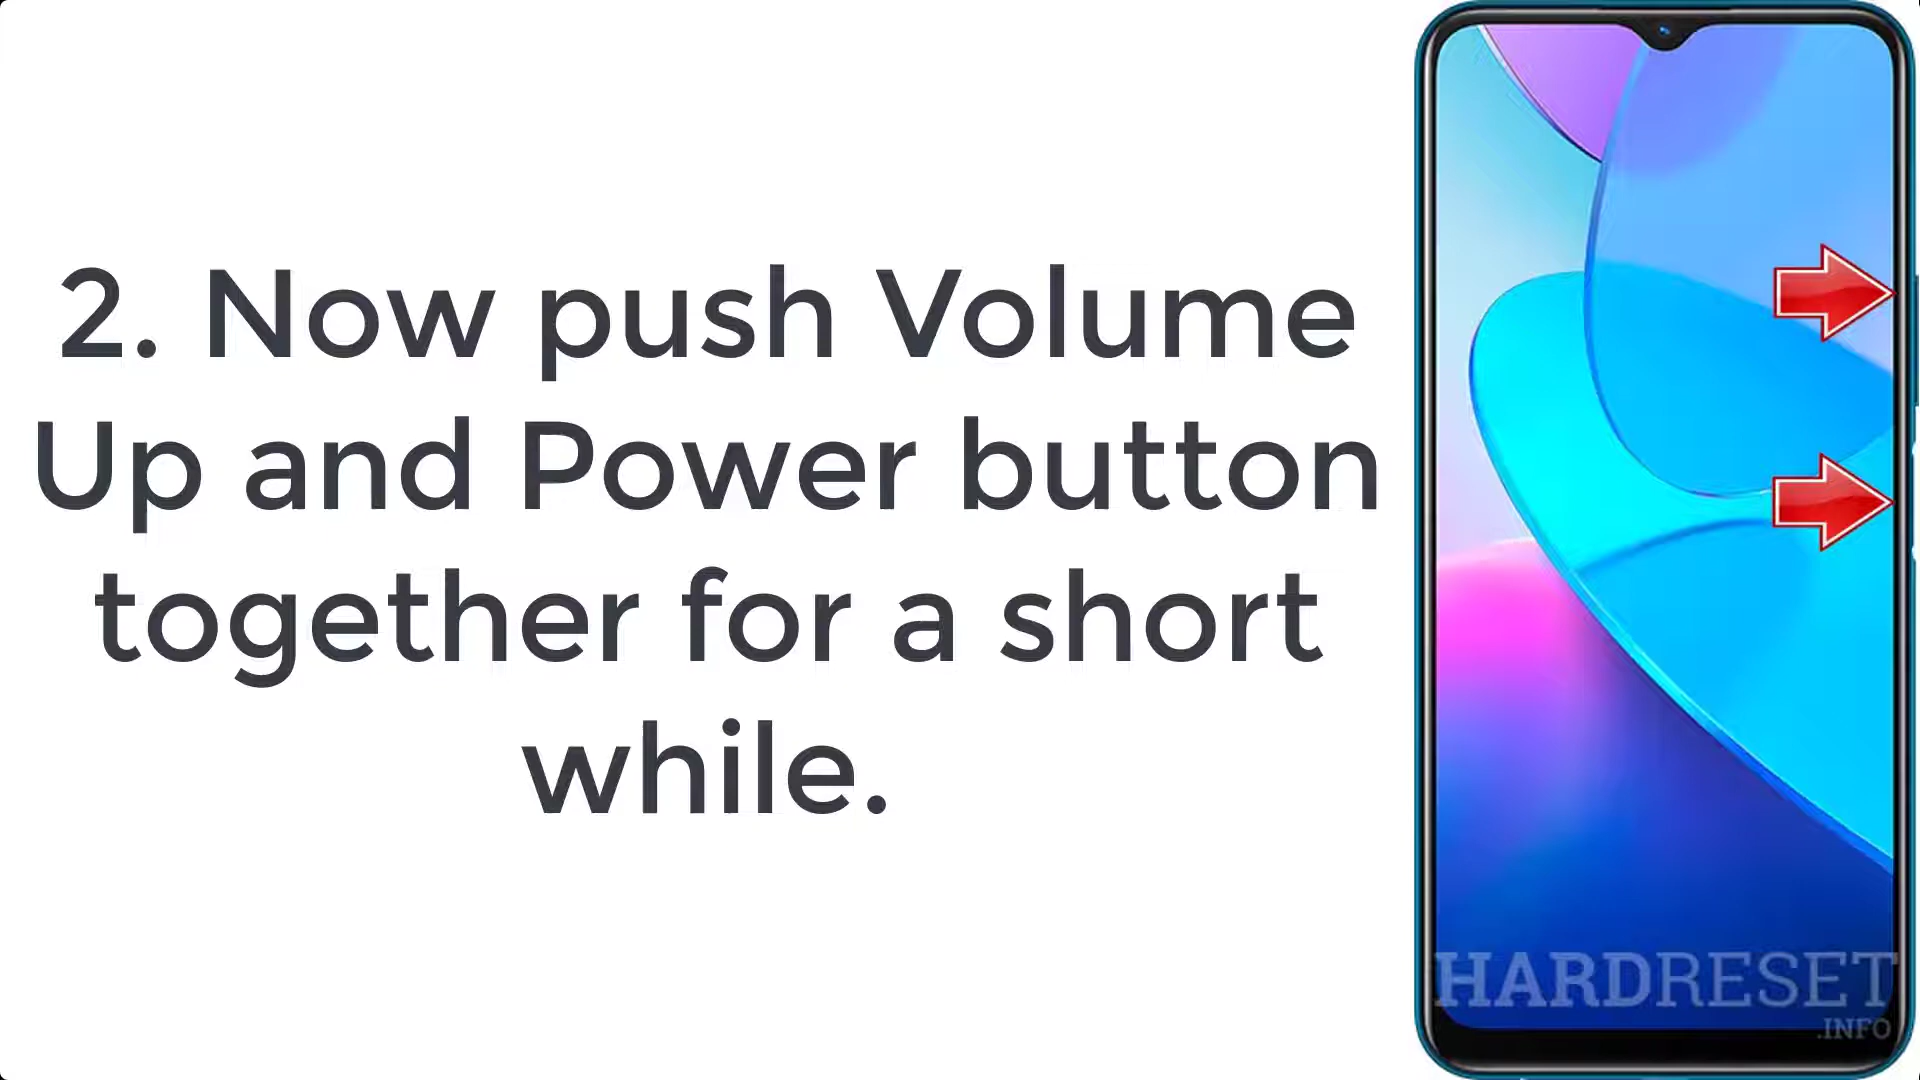 2. Now push Volume
Up and Power button
together for a short
while.
HARDRESET
.INFO